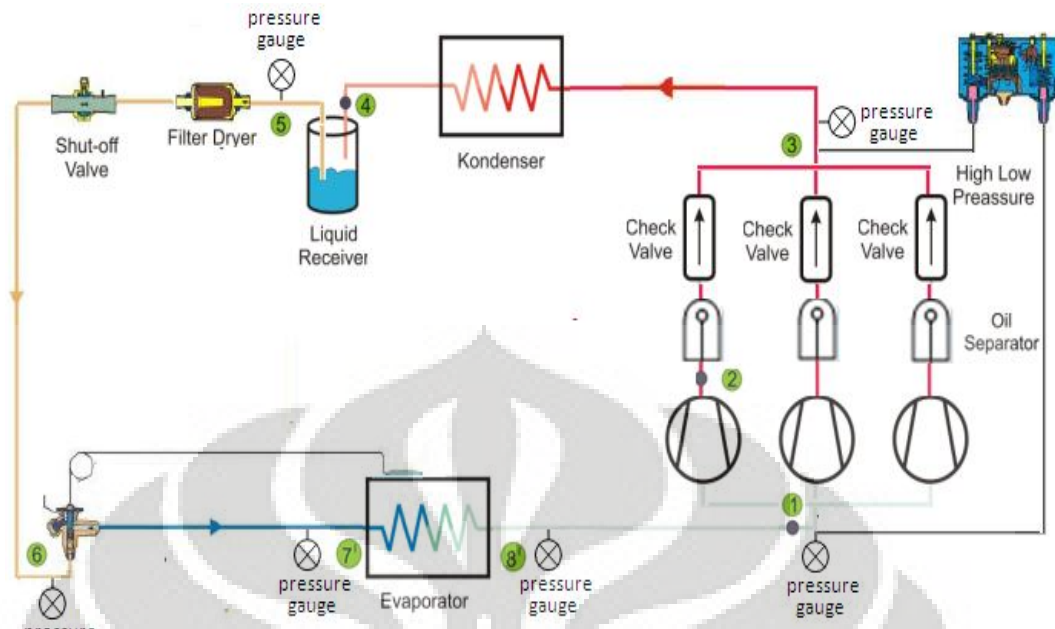 pressure
gauge
4
5
Shut-off
Valve
Filter Dryer
Liquid
Receiver
Kondenser
3
pressure
gauge
High Low
Preassure
Check
Valve
Check
Valve
Check
Valve
Oil
Separator
2
1
6
7'
8'
pressure
gauge
Evaporator
pressure
gauge
pressure
gauge